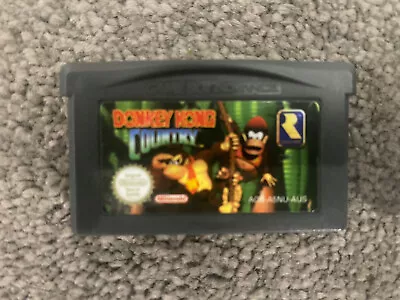 DONKEY KONG
COUNTRY
R
Nintendo
AGB-A5NU-AUS